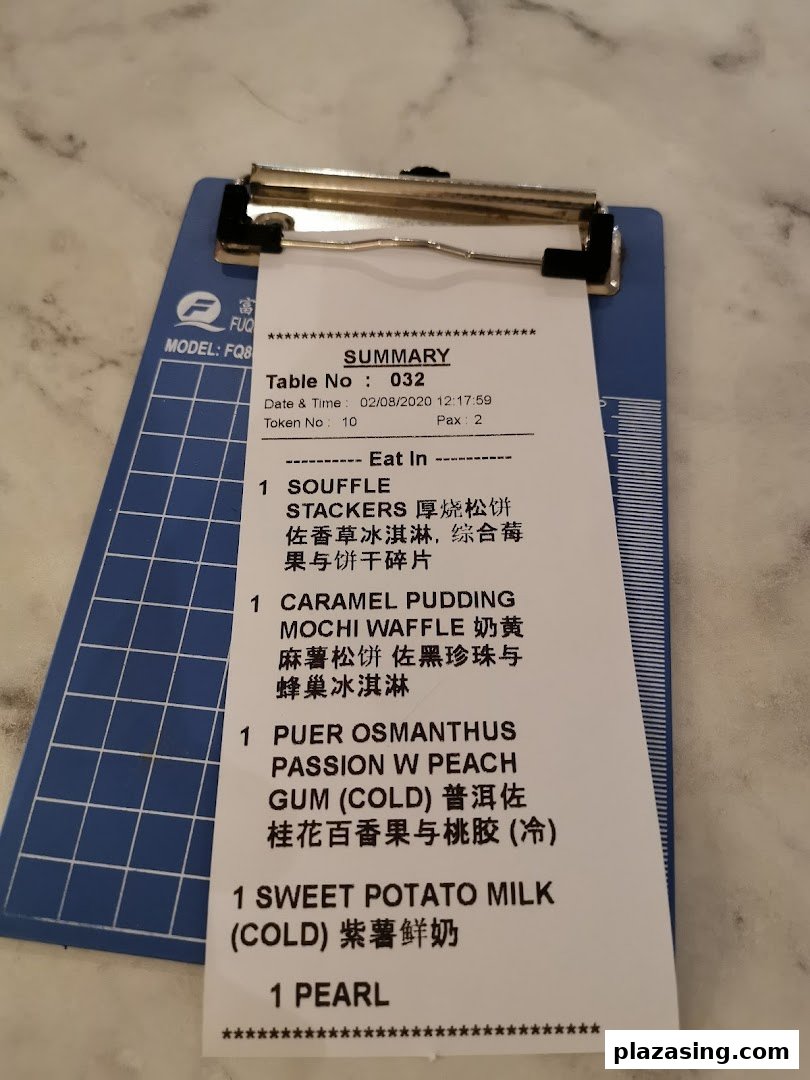 富
FUQ
MODEL: FQ8
********************************
SUMMARY
Table No : 032
Date & Time : 02/08/2020 12:17:59
Token No : 10 Pax : 2
---------- Eat In ----------
1 SOUFFLE
STACKERS 厚烧松饼
佐香草冰淇淋, 综合莓
果与饼干碎片
1 CARAMEL PUDDING
MOCHI WAFFLE 奶黄
麻薯松饼 佐黑珍珠与
蜂巢冰淇淋
1 PUER OSMANTHUS
PASSION W PEACH
GUM (COLD) 普洱佐
桂花百香果与桃胶 (冷)
1 SWEET POTATO MILK
(COLD) 紫薯鲜奶
1 PEARL
********************************
plazasing.com